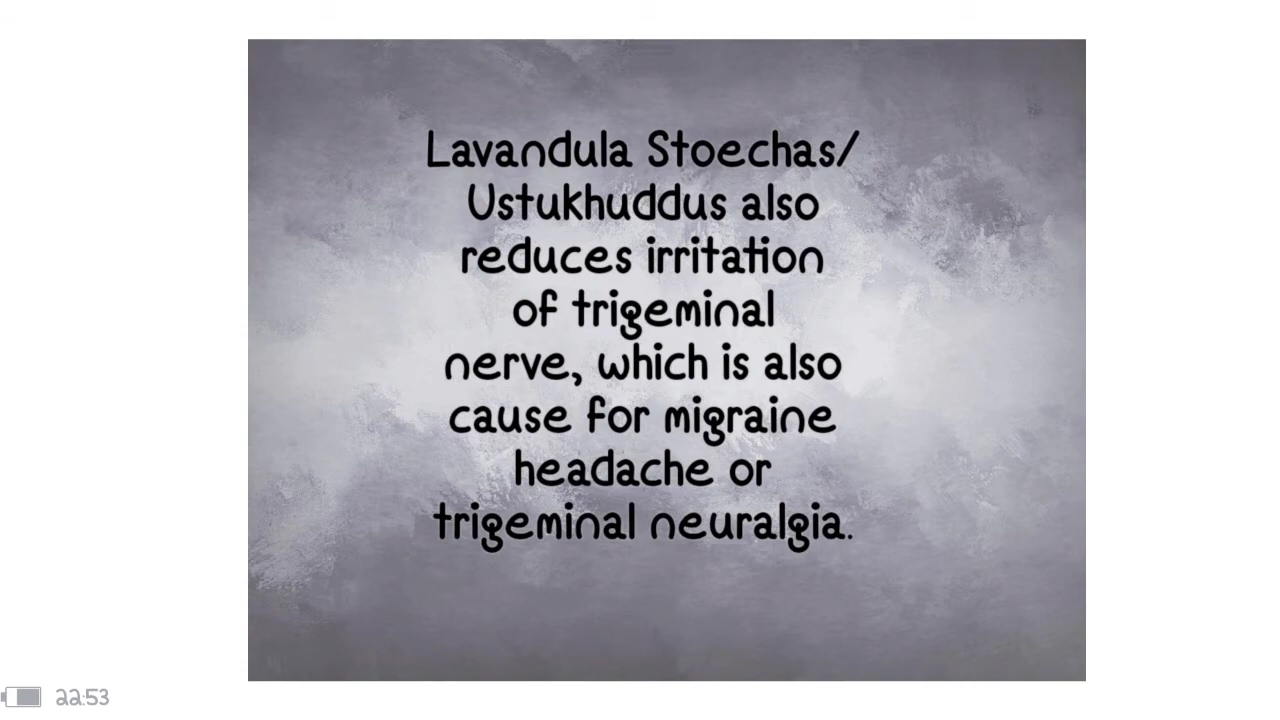 Lavandula Stoechas/
Ustukhuddus also
reduces irritation
of trigeminal
nerve, which is also
cause for migraine
headache or
trigeminal neuralgia.
22:53